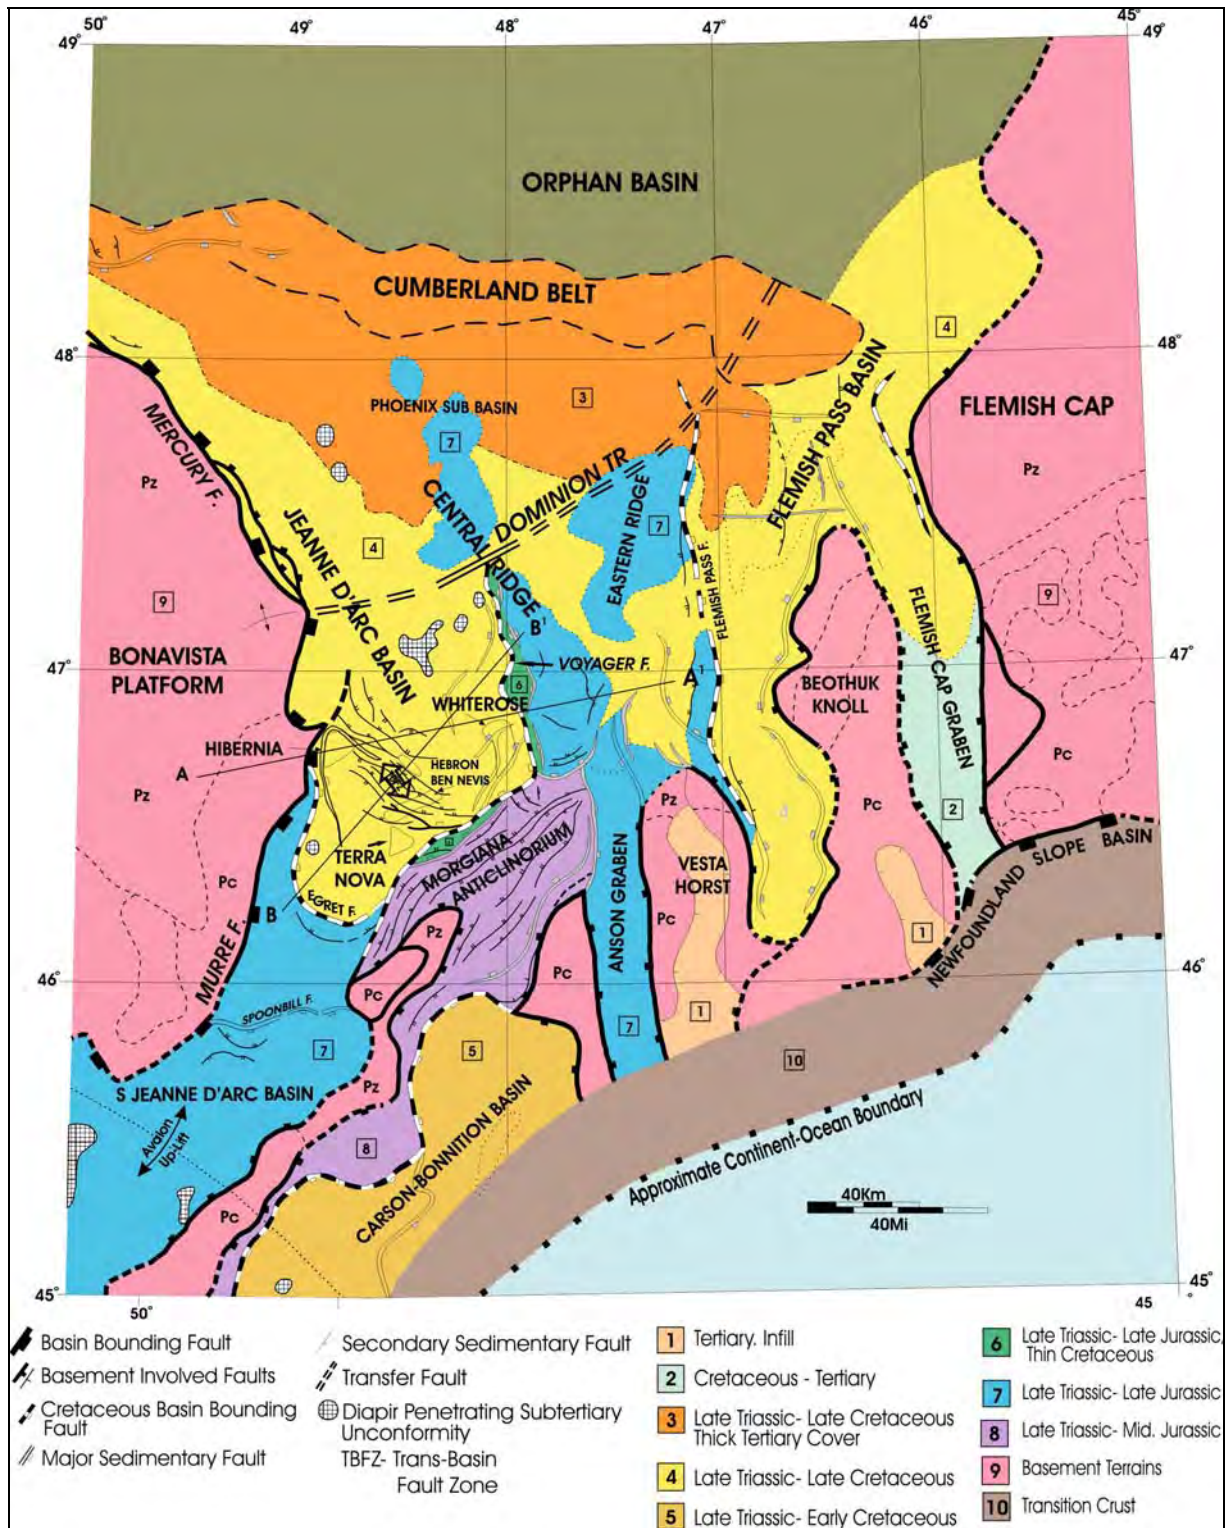 50°
49°
48°
47°
46°
45°
49°
49°
ORPHAN BASIN
CUMBERLAND BELT
4
48°
48°
3
PHOENIX SUB BASIN
FLEMISH PASS BASIN
FLEMISH CAP
MERCURY F.
7
Pz
Pz
CENTRAL RIDGE
DOMINION TR
EASTERN RIDGE
7
JEANNE D'ARC BASIN
4
FLEMISH PASS F.
9
9
FLEMISH CAP GRABEN
B¹
47°
47°
BONAVISTA
PLATFORM
VOYAGER F.
A¹
6
BEOTHUK
KNOLL
WHITEROSE
HIBERNIA
Pc
A
HEBRON
BEN NEVIS
Pz
Pz
Pc
2
6
TERRA
NOVA
MORGIANA
ANTICLINORIUM
VESTA
HORST
NEWFOUNDLAND SLOPE BASIN
Pc
EGRET F.
B
Pz
ANSON GRABEN
Pc
1
MURRE F.
Pc
46°
46°
Pc
SPOONBILL F.
1
7
7
5
10
S JEANNE D'ARC BASIN
Pz
Avalon
Up-Lift
8
CARSON-BONNITION BASIN
Approximate Continent-Ocean Boundary
Pc
40Km
40Mi
45°
45°
50°
45
Basin Bounding Fault
Basement Involved Faults
Cretaceous Basin Bounding
Fault
Major Sedimentary Fault
Secondary Sedimentary Fault
Transfer Fault
Diapir Penetrating Subtertiary
Unconformity
TBFZ- Trans-Basin
Fault Zone
1 Tertiary. Infill
2 Cretaceous - Tertiary
3 Late Triassic- Late Cretaceous
Thick Tertiary Cover
4 Late Triassic- Late Cretaceous
5 Late Triassic- Early Cretaceous
6 Late Triassic- Late Jurassic,
Thin Cretaceous
7 Late Triassic- Late Jurassic
8 Late Triassic- Mid. Jurassic
9 Basement Terrains
10 Transition Crust